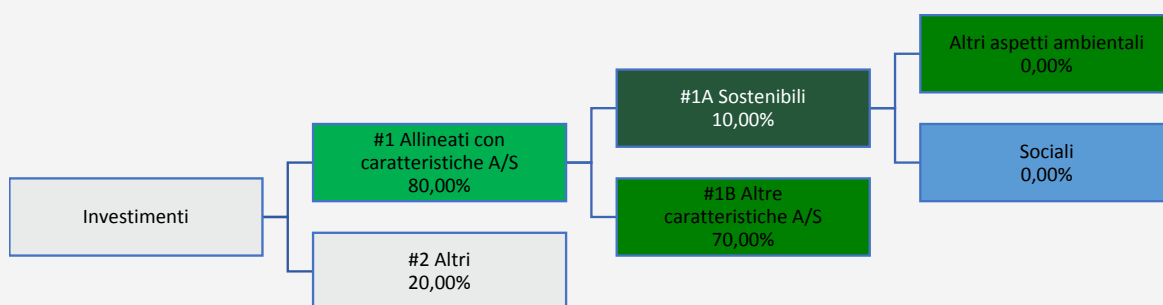 Investimenti
#1 Allineati con
caratteristiche A/S
80,00%
#2 Altri
20,00%
#1A Sostenibili
10,00%
#1B Altre
caratteristiche A/S
70,00%
Altri aspetti ambientali
0,00%
Sociali
0,00%